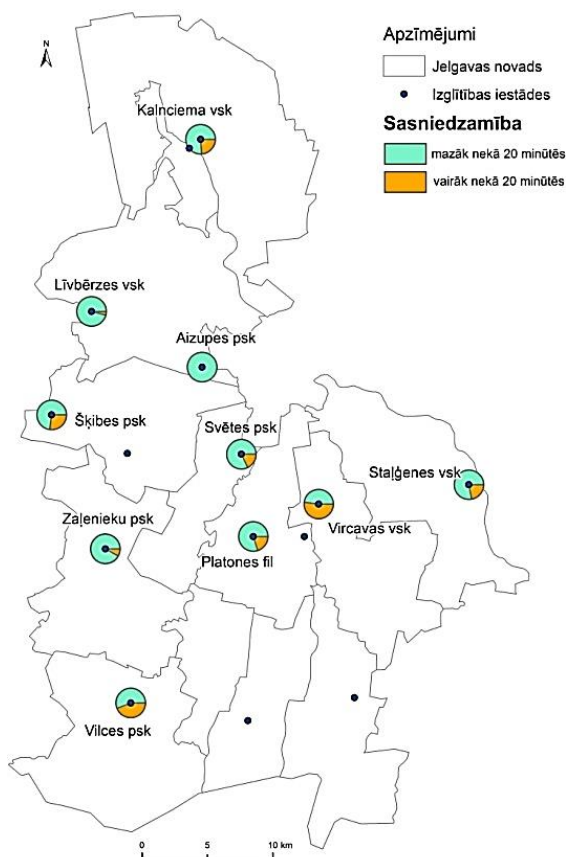 N
Apzīmējumi
Jelgavas novads
Izglītības iestādes
Sasniedzamība
mazāk nekā 20 minūtēs
vairāk nekā 20 minūtēs
Kalnciema vsk
Līvbērzes vsk
Aizupes psk
Šķibes psk
Svētes psk
Staļģenes vsk
Zaļenieku psk
Vircavas vsk
Platones fil
Vilces psk
0 5 10 km